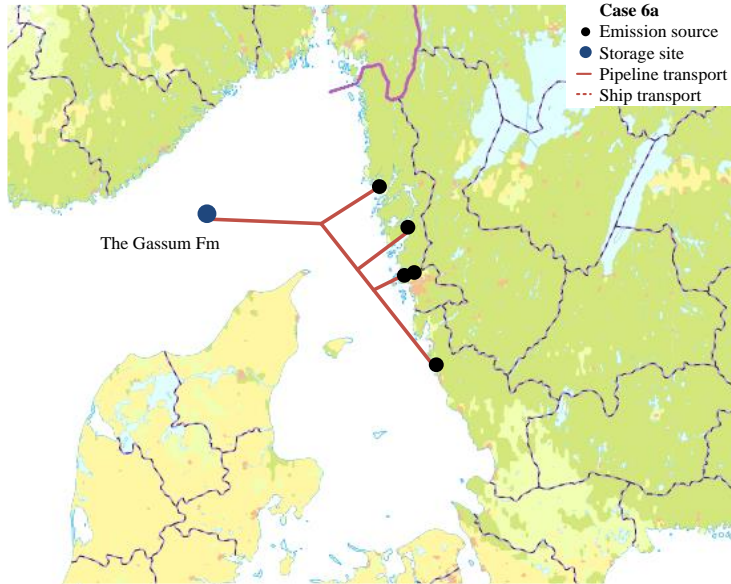 Case 6a
Emission source
Storage site
Pipeline transport
Ship transport
The Gassum Fm